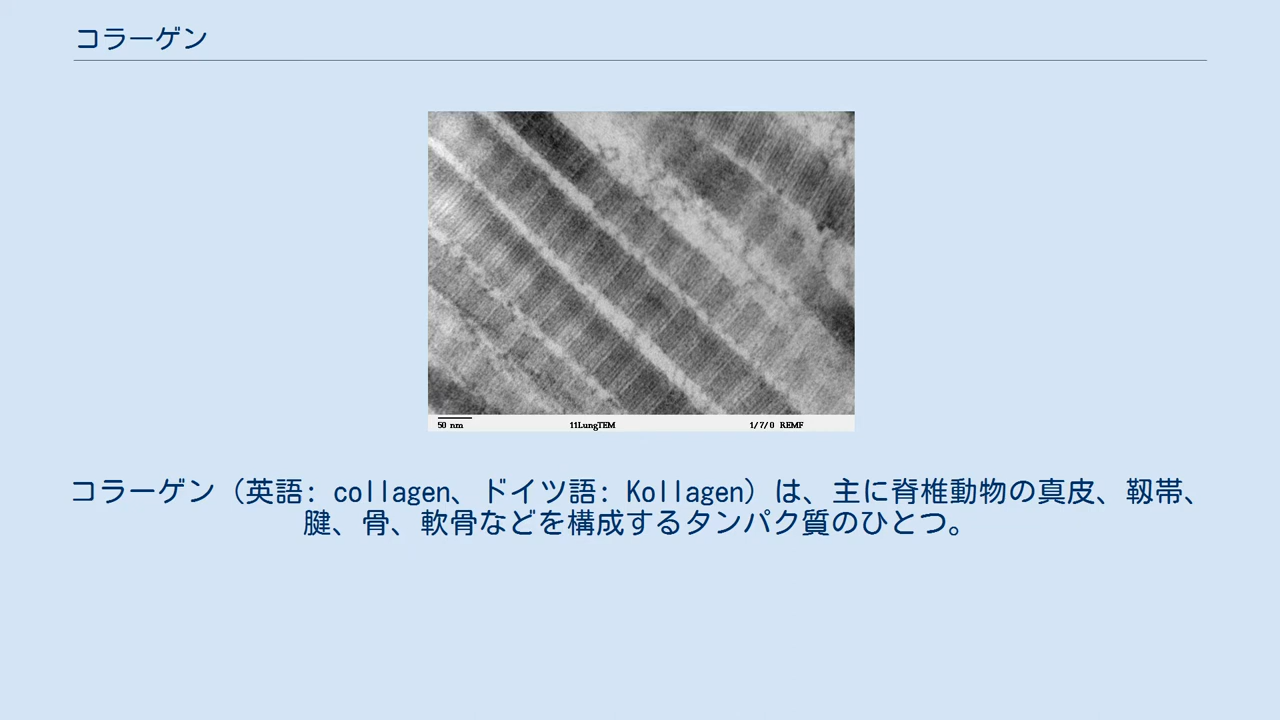 コラーゲン
50 nm 11LungTEM 1/7/0 REMF
コラーゲン（英語: collagen、ドイツ語: Kollagen）は、主に脊椎動物の真皮、靱帯、
腱、骨、軟骨などを構成するタンパク質のひとつ。